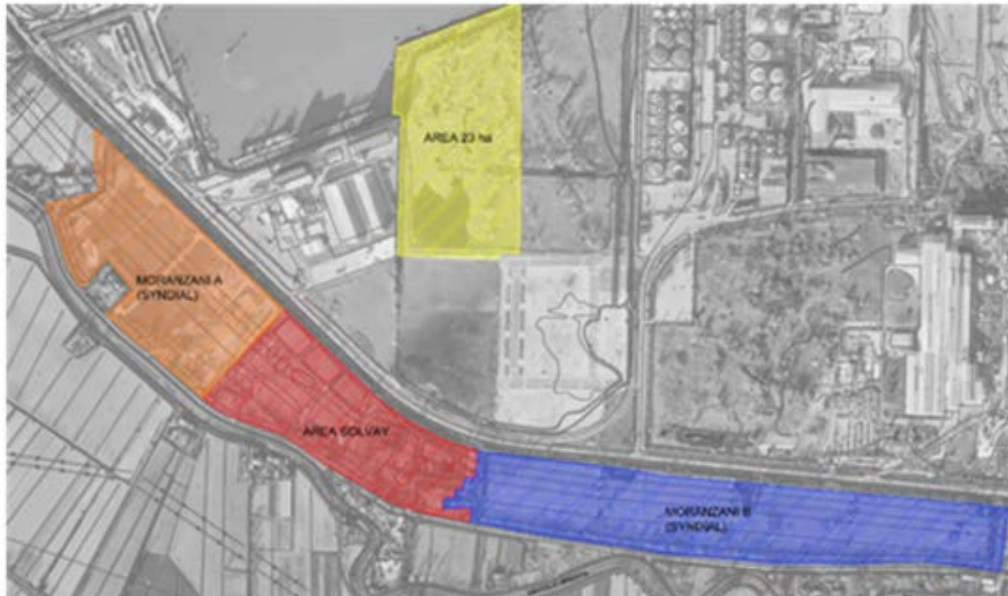 AREA 23 ha
MORANZANI A
(SYNDIAL)
AREA SOLVAY
MORANZANI B
(SYNDIAL)